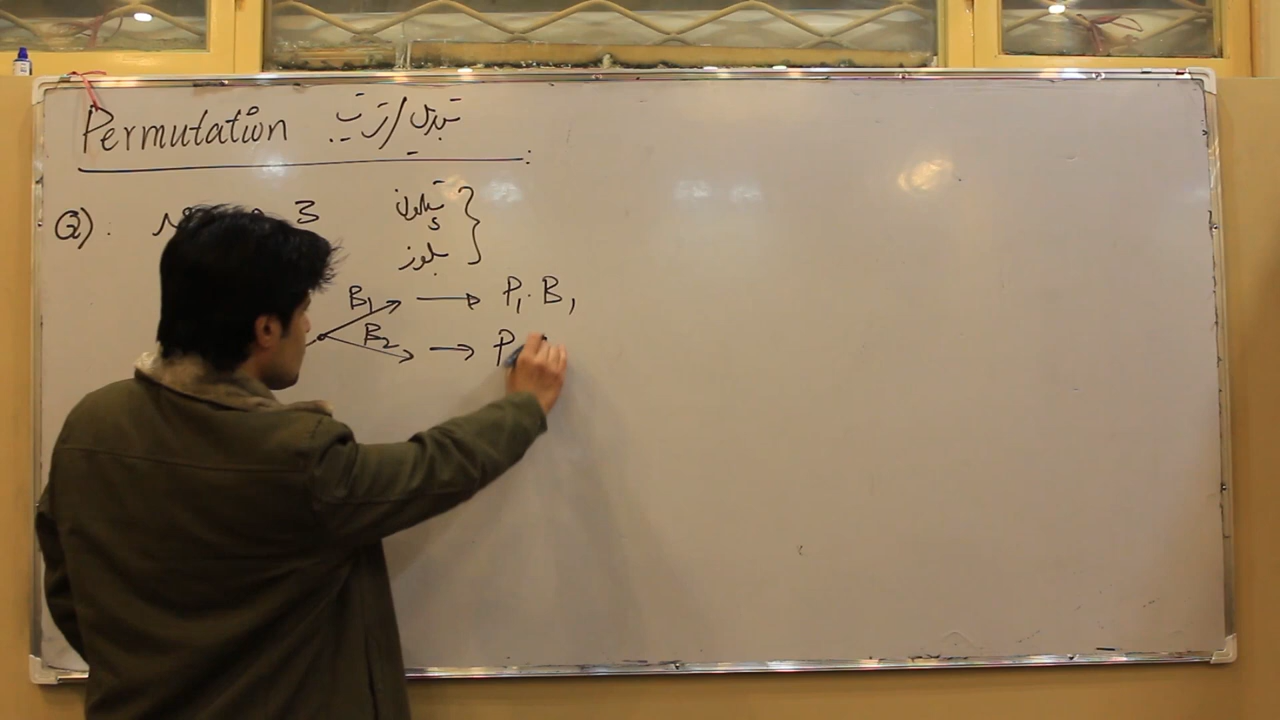 Permutation تبدیل/ترتیب :
Q). 3 پتلون
و
بلوز
B₁ → P₁. B₁
B₂ → P